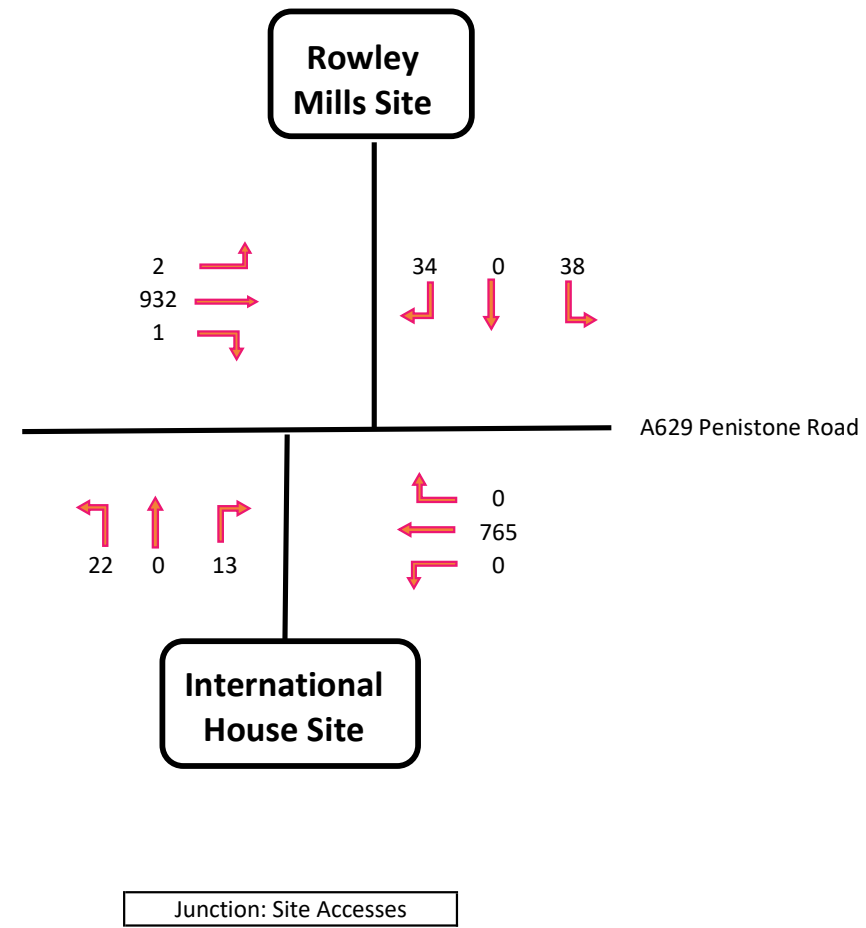 Rowley
Mills Site
2
932
1
34 0 38
A629 Penistone Road
22 0 13
0
765
0
International
House Site
Junction: Site Accesses